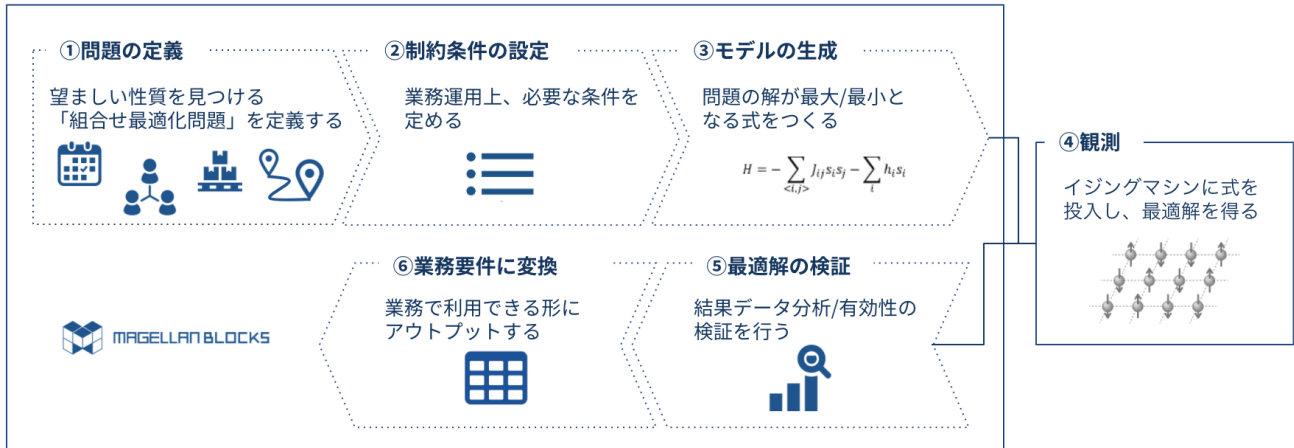 ①問題の定義
望ましい性質を見つける
「組合せ最適化問題」を定義する
②制約条件の設定
業務運用上、必要な条件を
定める
③モデルの生成
問題の解が最大/最小と
なる式をつくる
H = − ∑<i,j> Jᵢⱼsᵢsⱼ − ∑ᵢ hᵢsᵢ
④観測
イジングマシンに式を
投入し、最適解を得る
⑤最適解の検証
結果データ分析/有効性の
検証を行う
⑥業務要件に変換
業務で利用できる形に
アウトプットする
MAGELLAN BLOCKS